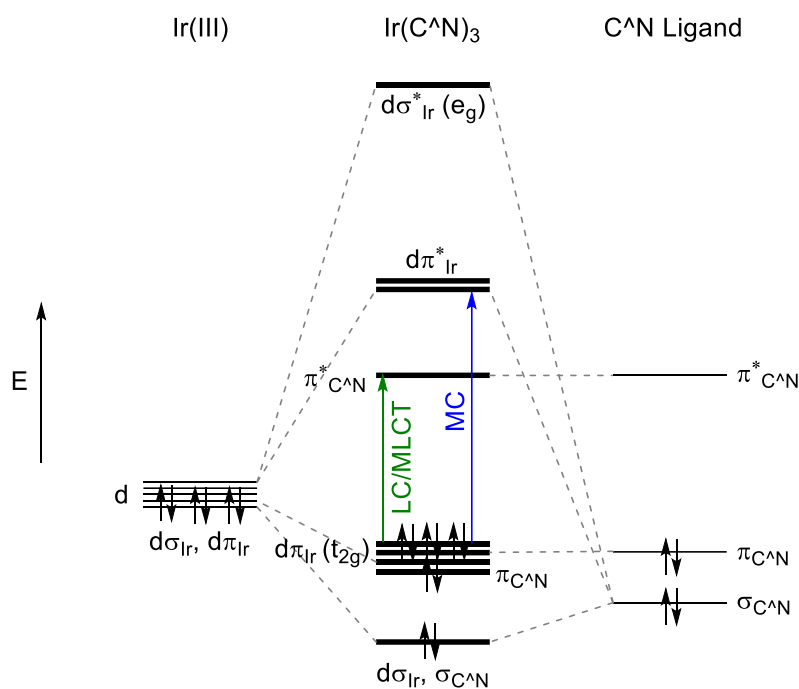 Ir(III) Ir(C^N)₃ C^N Ligand
dσ*Ir (eg)
dπ*Ir
E
π*C^N
π*C^N
LC/MLCT
MC
d
dσIr, dπIr
dπIr (t2g)
πC^N
πC^N
σC^N
dσIr, σC^N